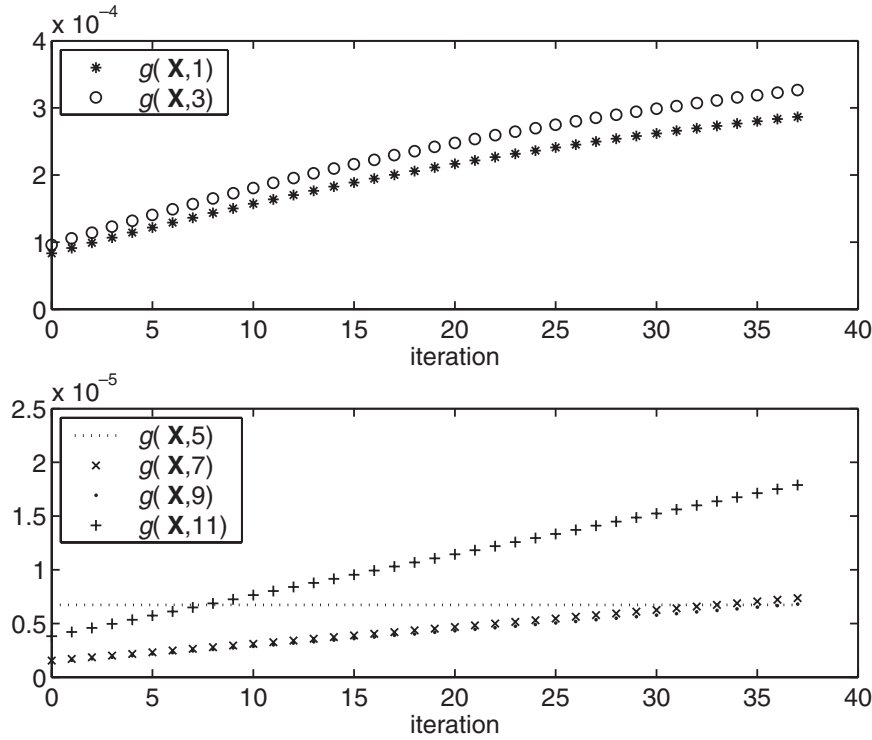 x 10⁻⁴
4
3
2
1
0
g( X,1)
g( X,3)
0 5 10 15 20 25 30 35 40
iteration
x 10⁻⁵
2.5
2
1.5
1
0.5
0
g( X,5)
g( X,7)
g( X,9)
g( X,11)
0 5 10 15 20 25 30 35 40
iteration